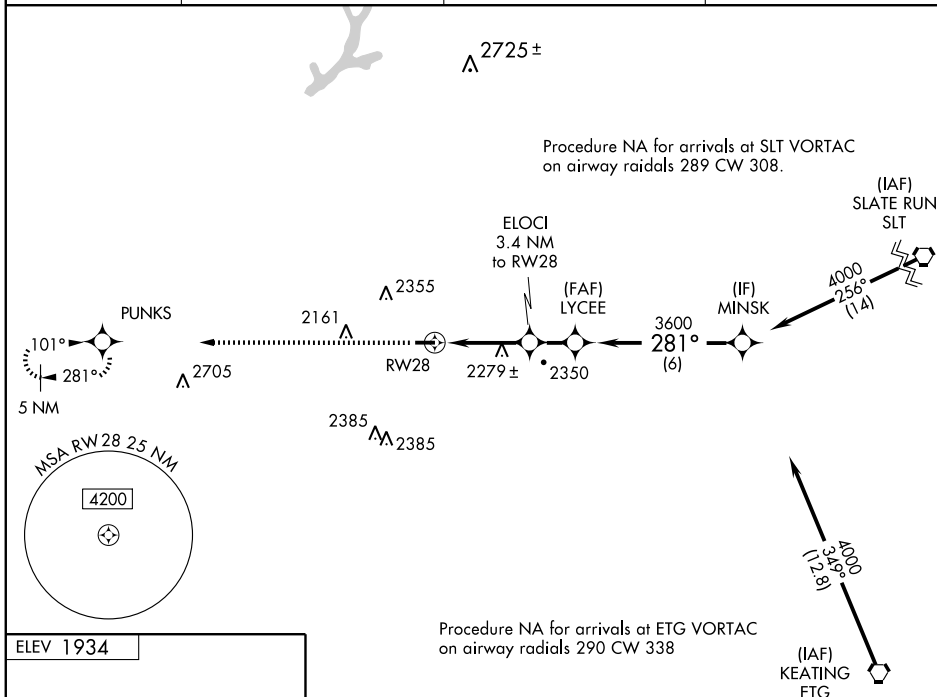 2725 ±
Procedure NA for arrivals at SLT VORTAC
on airway raidals 289 CW 308.
(IAF)
SLATE RUN
SLT
4000
256°
(14)
ELOCI
3.4 NM
to RW28
(FAF)
LYCEE
(IF)
MINSK
3600
281°
(6)
2355
2161
PUNKS
101°
281°
5 NM
2705
RW28
2279 ±
2350
2385
2385
MSA RW 28 25 NM
4200
4000
349°
(12.8)
Procedure NA for arrivals at ETG VORTAC
on airway radials 290 CW 338
(IAF)
KEATING
ETG
ELEV 1934